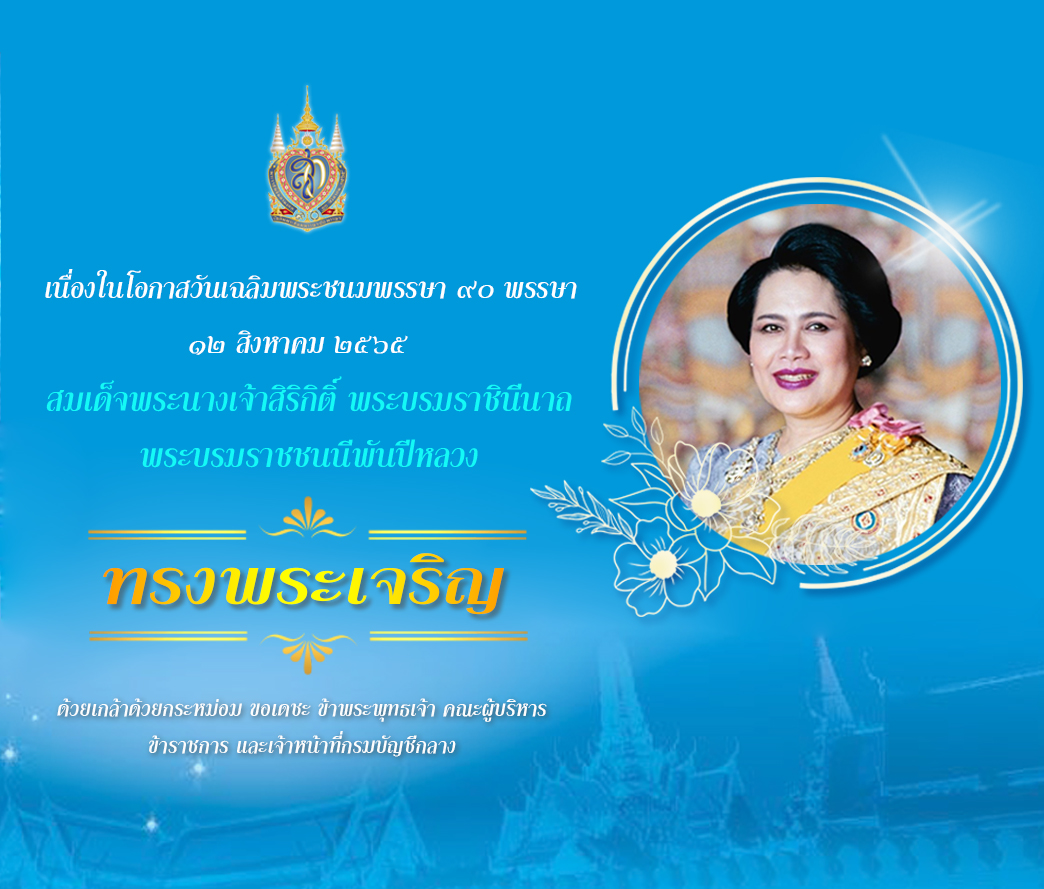 เนื่องในโอกาสวันเฉลิมพระชนมพรรษา ๙๐ พรรษา
๑๒ สิงหาคม ๒๕๖๕
สมเด็จพระนางเจ้าสิริกิติ์ พระบรมราชินีนาถ
พระบรมราชชนนีพันปีหลวง
ทรงพระเจริญ
ด้วยเกล้าด้วยกระหม่อม ขอเดชะ ข้าพระพุทธเจ้า คณะผู้บริหาร
ข้าราชการ และเจ้าหน้าที่กรมบัญชีกลาง